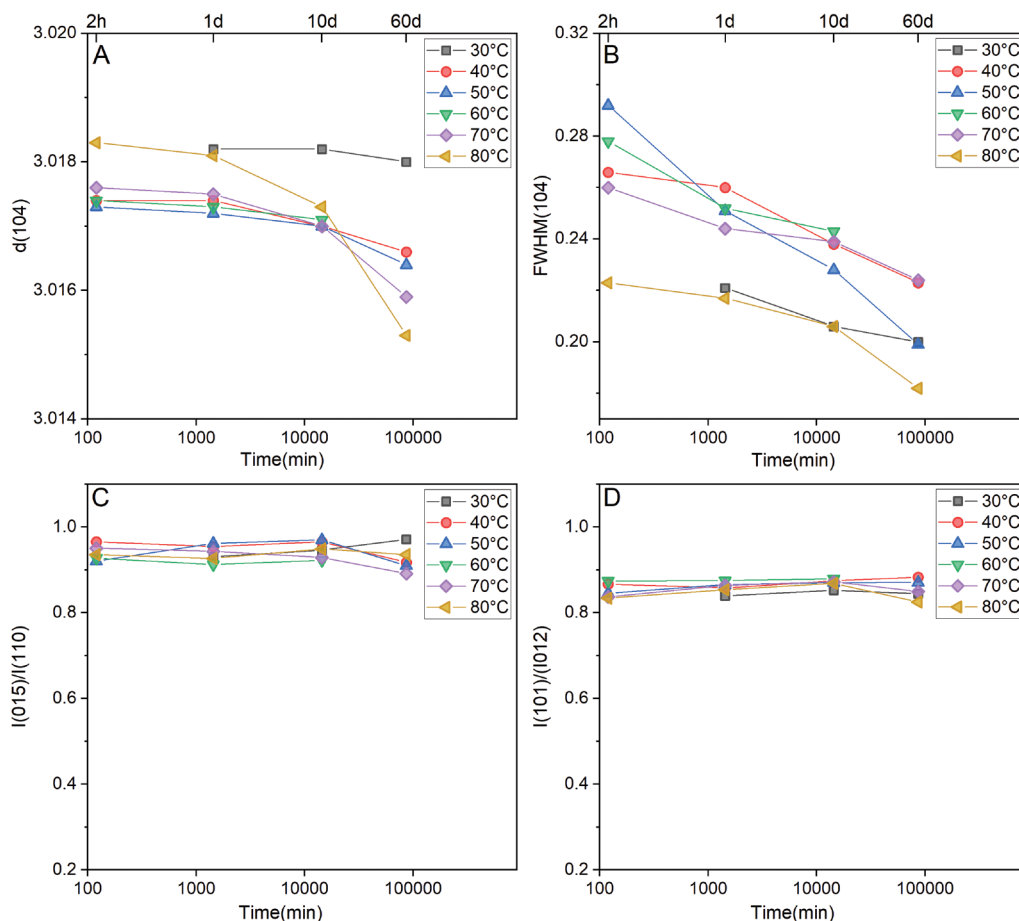 2h 1d 10d 60d
3.020
3.018
3.016
3.014
d(104)
A
30°C
40°C
50°C
60°C
70°C
80°C
100 1000 10000 100000
Time(min)
2h 1d 10d 60d
0.32
0.28
0.24
0.20
FWHM(104)
B
30°C
40°C
50°C
60°C
70°C
80°C
100 1000 10000 100000
Time(min)
C
1.0
0.8
0.6
0.4
0.2
I(015)/I(110)
30°C
40°C
50°C
60°C
70°C
80°C
100 1000 10000 100000
Time(min)
D
1.0
0.8
0.6
0.4
0.2
I(101)/(I012)
30°C
40°C
50°C
60°C
70°C
80°C
100 1000 10000 100000
Time(min)